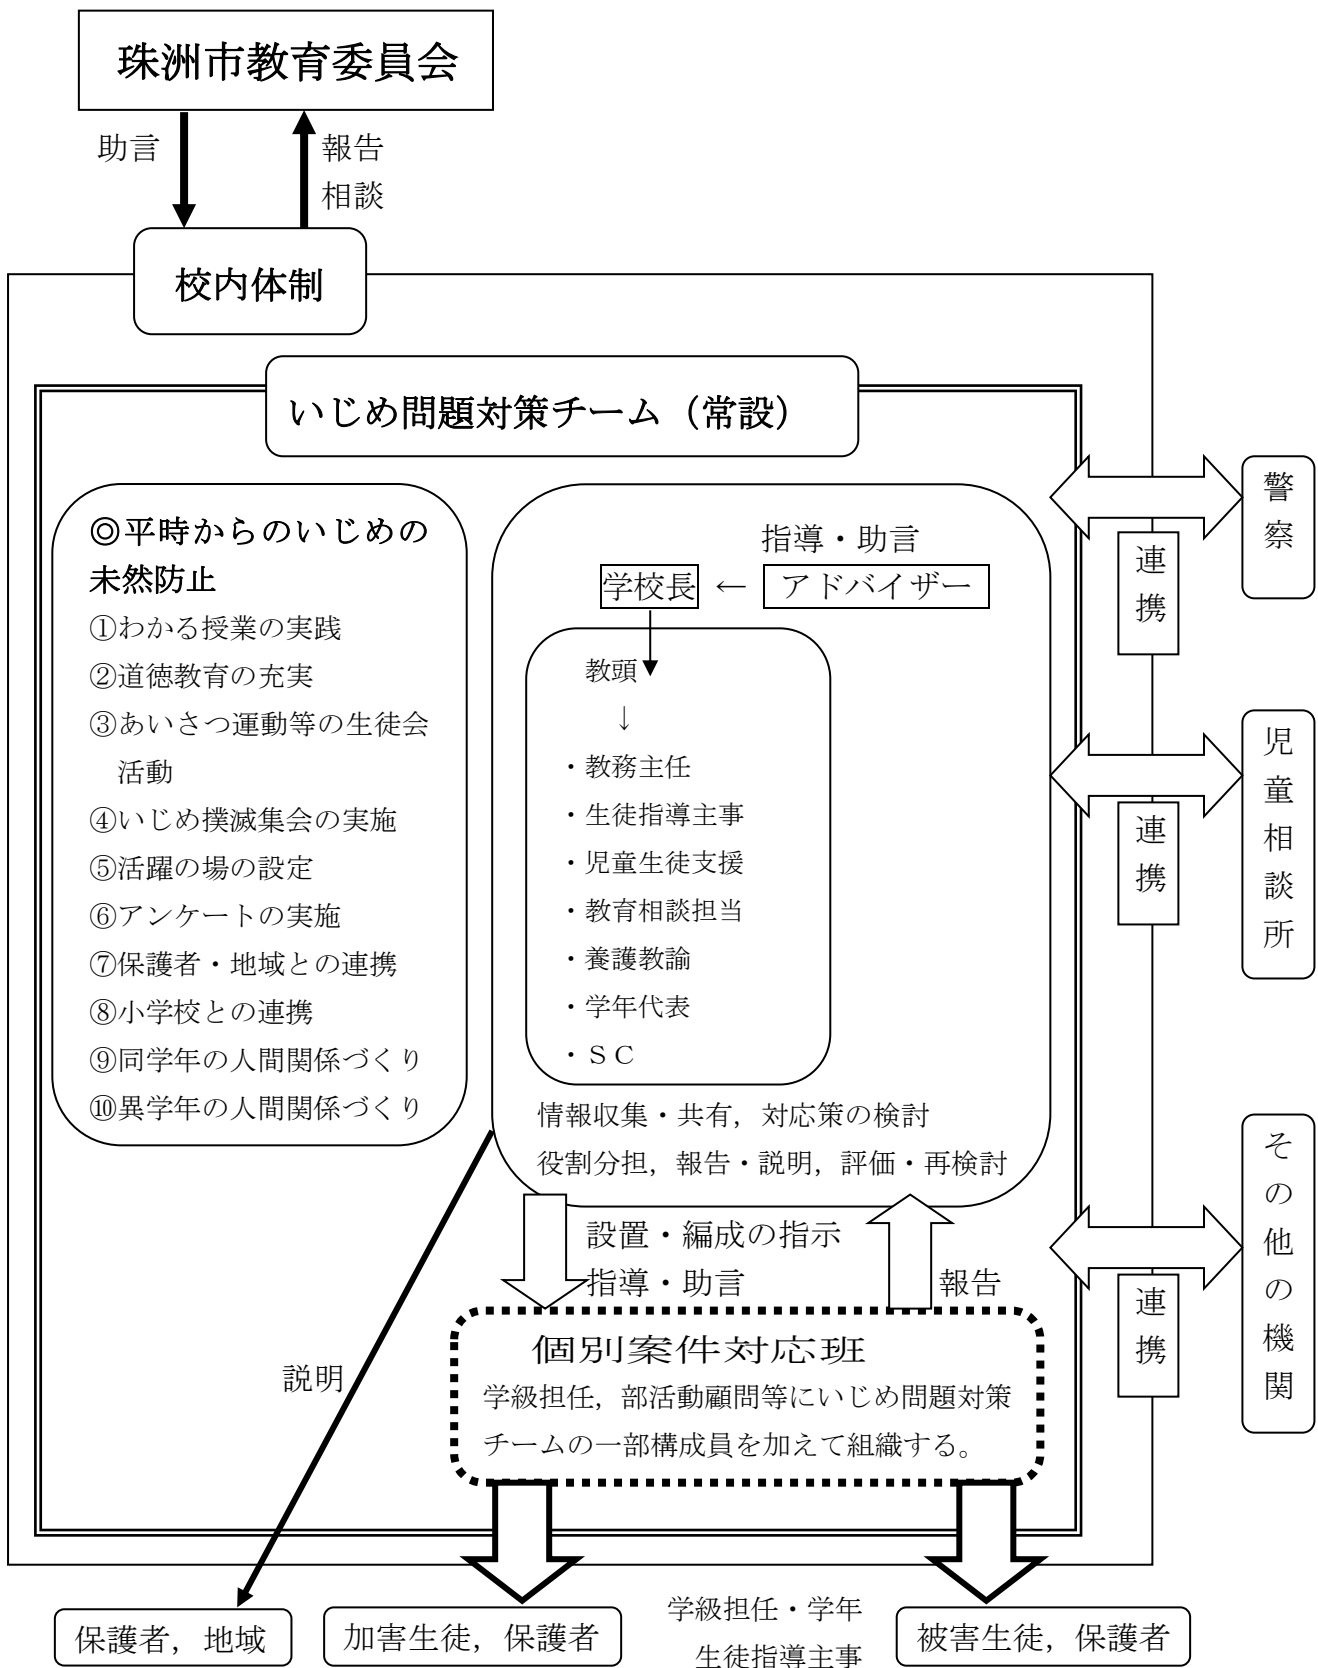 珠洲市教育委員会
助言
報告
相談
校内体制
いじめ問題対策チーム（常設）
◎平時からのいじめの
未然防止
①わかる授業の実践
②道徳教育の充実
③あいさつ運動等の生徒会
活動
④いじめ撲滅集会の実施
⑤活躍の場の設定
⑥アンケートの実施
⑦保護者・地域との連携
⑧小学校との連携
⑨同学年の人間関係づくり
⑩異学年の人間関係づくり
指導・助言
学校長 ← アドバイザー
教頭
↓
・教務主任
・生徒指導主事
・児童生徒支援
・教育相談担当
・養護教諭
・学年代表
・ＳＣ
情報収集・共有，対応策の検討
役割分担，報告・説明，評価・再検討
設置・編成の指示
指導・助言
報告
個別案件対応班
学級担任，部活動顧問等にいじめ問題対策
チームの一部構成員を加えて組織する。
説明
警察
連携
児童相談所
連携
その他の機関
連携
保護者，地域
加害生徒，保護者
学級担任・学年
生徒指導主事
被害生徒，保護者